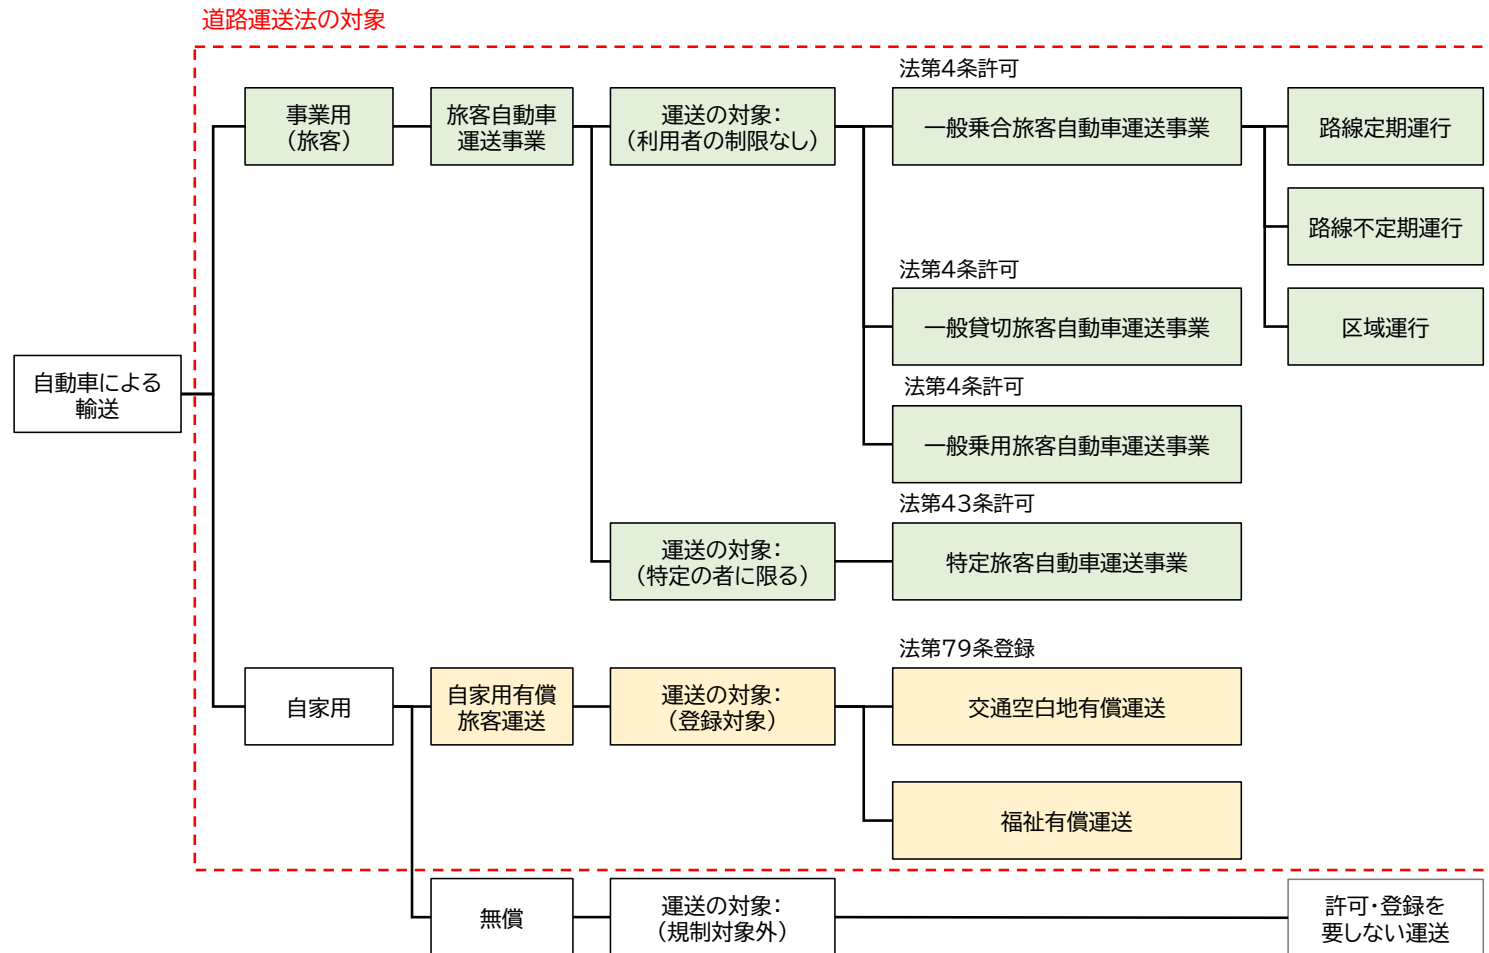 道路運送法の対象
法第4条許可
事業用
（旅客）
旅客自動車
運送事業
運送の対象：
（利用者の制限なし）
一般乗合旅客自動車運送事業
路線定期運行
路線不定期運行
法第4条許可
一般貸切旅客自動車運送事業
区域運行
自動車による
輸送
法第4条許可
一般乗用旅客自動車運送事業
法第43条許可
運送の対象：
（特定の者に限る）
特定旅客自動車運送事業
法第79条登録
自家用
自家用有償
旅客運送
運送の対象：
（登録対象）
交通空白地有償運送
福祉有償運送
無償
運送の対象：
（規制対象外）
許可・登録を
要しない運送